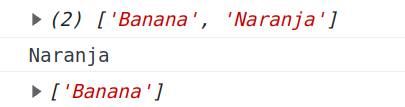 ▶ (2) ['Banana', 'Naranja']
Naranja
▶ ['Banana']